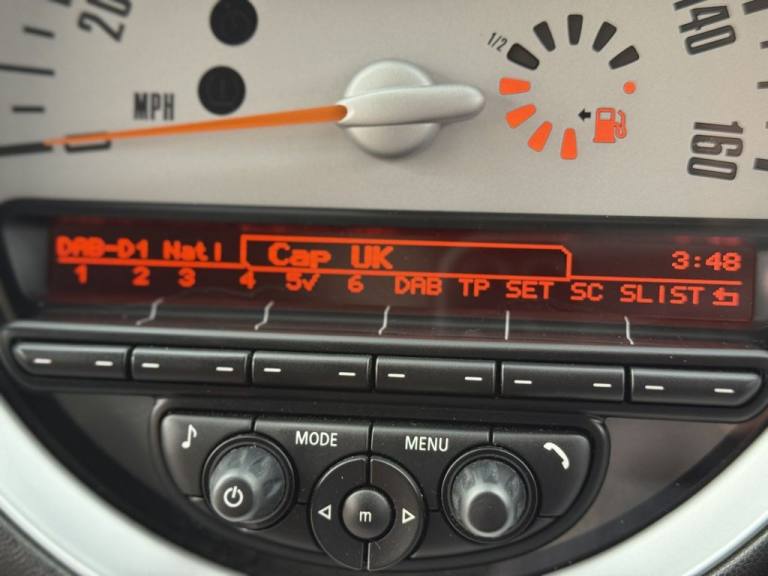 20
140
1/2
MPH
160
DAB-D1 Natl Cap UK 3:48
1 2 3 4 5✓ 6 DAB TP SET SC SLIST
MODE MENU
m